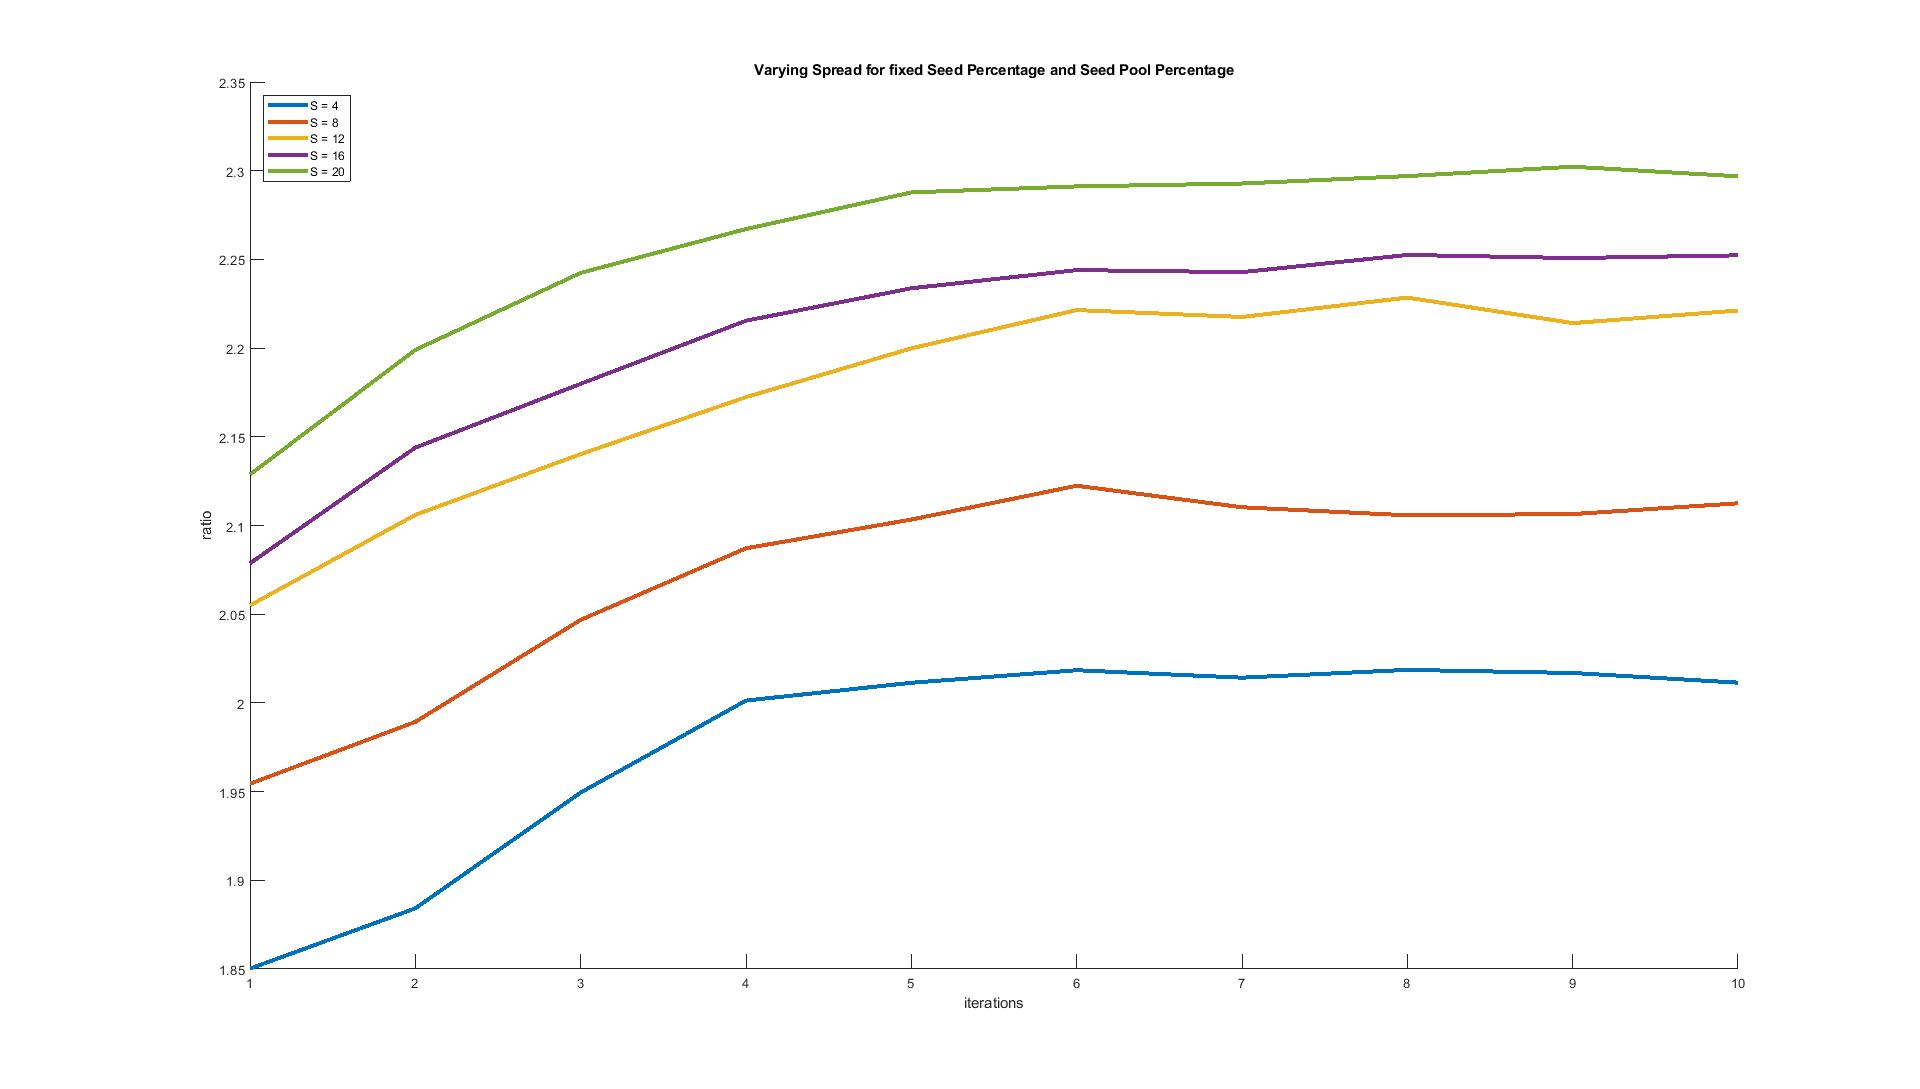 Varying Spread for fixed Seed Percentage and Seed Pool Percentage
2.35
S = 4
S = 8
S = 12
S = 16
S = 20
2.3
2.25
2.2
2.15
2.1
ratio
2.05
2
1.95
1.9
1.85
1 2 3 4 5 6 7 8 9 10
iterations